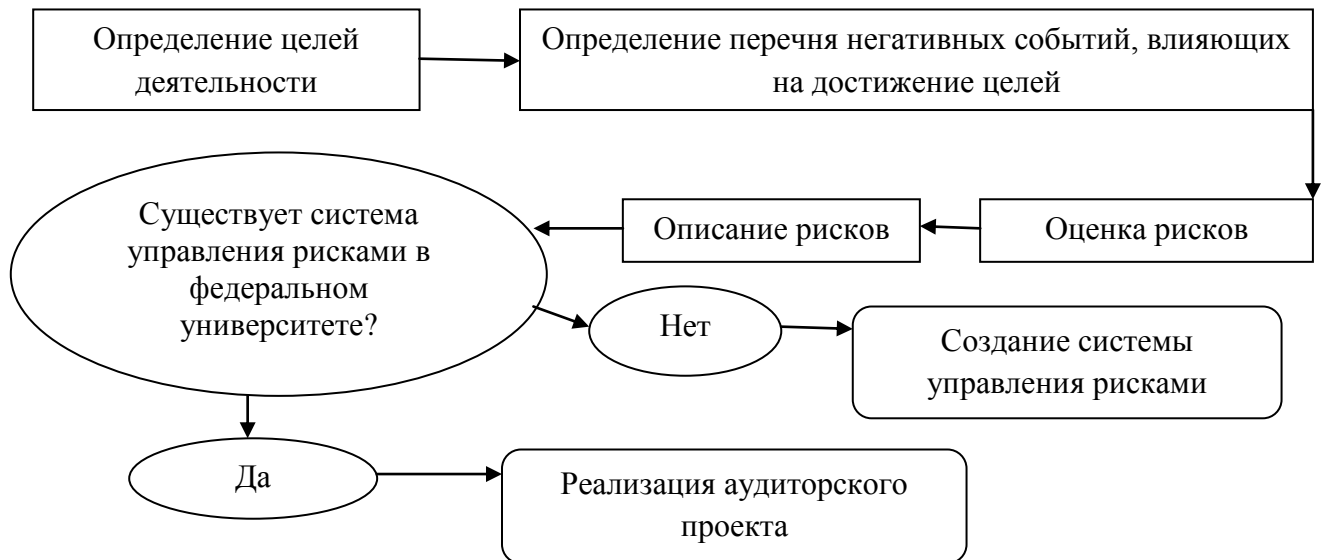 Определение целей
деятельности
Определение перечня негативных событий, влияющих
на достижение целей
Оценка рисков
Описание рисков
Существует система
управления рисками в
федеральном
университете?
Нет
Создание системы
управления рисками
Да
Реализация аудиторского
проекта